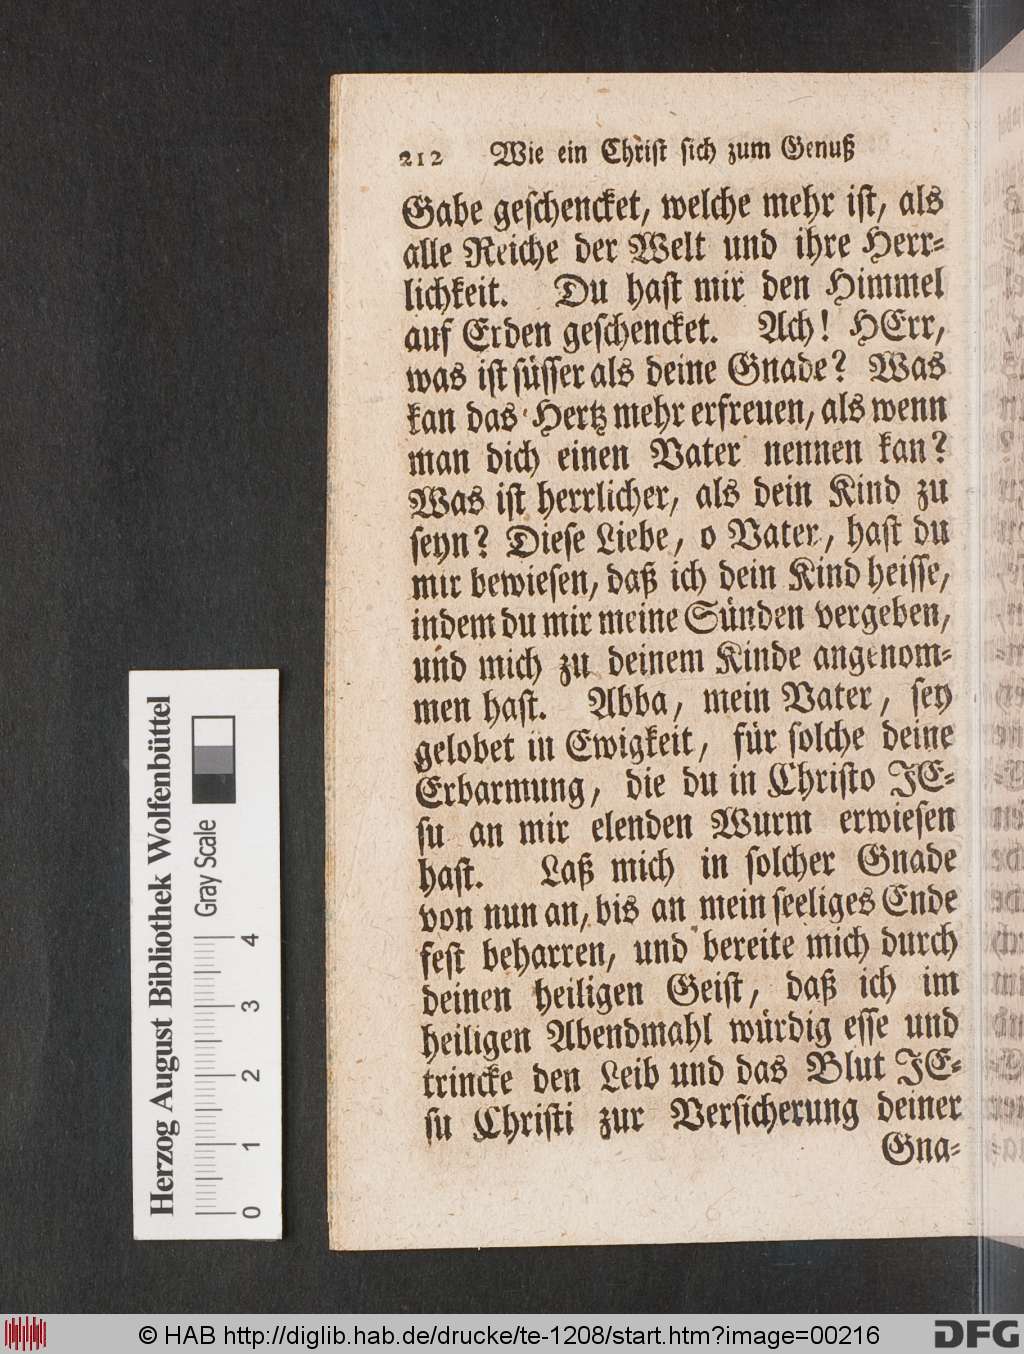 212 Wie ein Christ sich zum Genuß
Gabe geschencket, welche mehr ist, als
alle Reiche der Welt und ihre Herr-
lichkeit. Du hast mir den Himmel
auf Erden geschencket. Ach! HErr,
was ist süsser als deine Gnade? Was
kan das Hertz mehr erfreuen, als wenn
man dich einen Vater nennen kan?
Was ist herrlicher, als dein Kind zu
seyn? Diese Liebe, o Vater, hast du
mir bewiesen, daß ich dein Kind heisse,
indem du mir meine Sünden vergeben,
und mich zu deinem Kinde angenom-
men hast. Abba, mein Vater, sey
gelobet in Ewigkeit, für solche deine
Erbarmung, die du in Christo JE-
su an mir elenden Wurm erwiesen
hast. Laß mich in solcher Gnade
von nun an, bis an mein seeliges Ende
fest beharren, und bereite mich durch
deinen heiligen Geist, daß ich im
heiligen Abendmahl würdig esse und
trincke den Leib und das Blut JE-
su Christi zur Versicherung deiner
Gna-
Herzog August Bibliothek Wolfenbüttel
Gray Scale
0 1 2 3 4
© HAB http://diglib.hab.de/drucke/te-1208/start.htm?image=00216
DFG